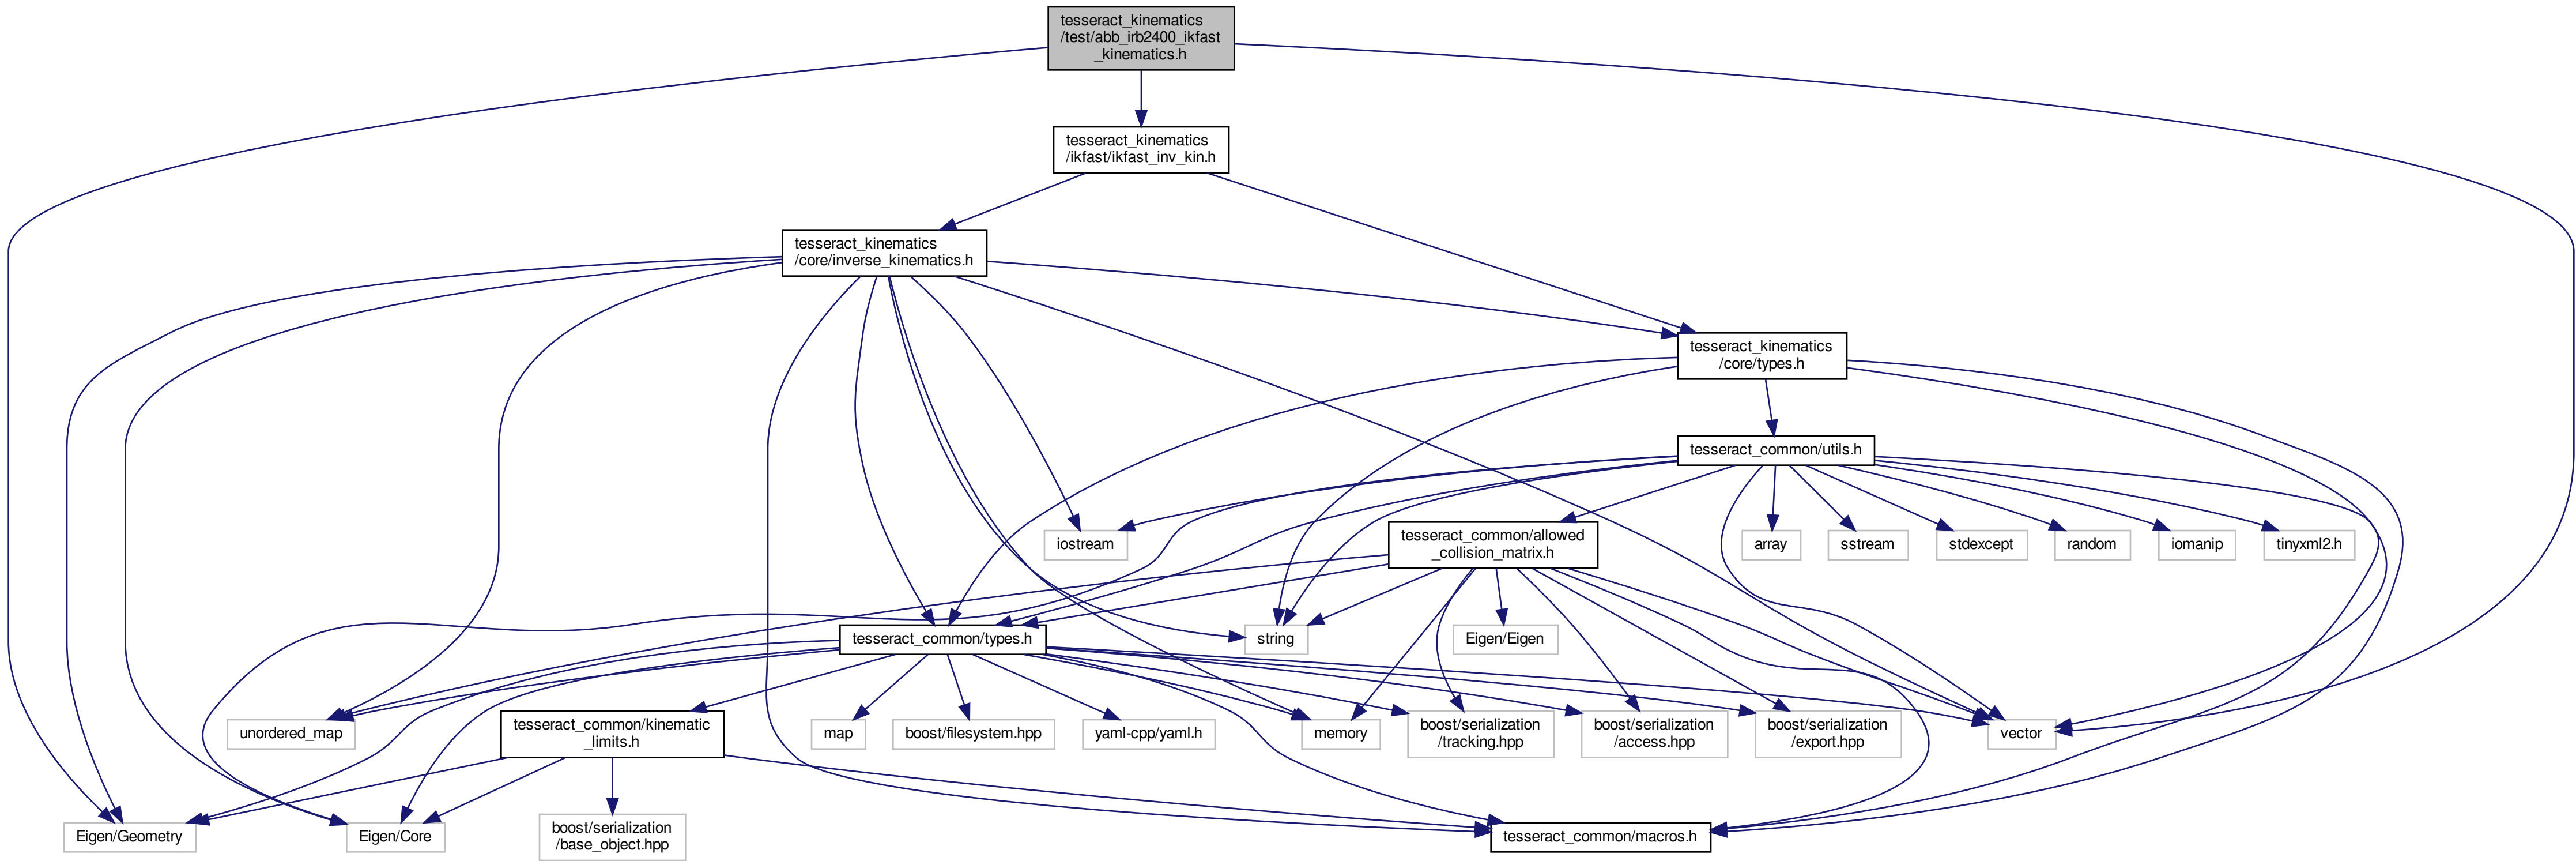 tesseract_kinematics
/test/abb_irb2400_ikfast
_kinematics.h
tesseract_kinematics
/ikfast/ikfast_inv_kin.h
tesseract_kinematics
/core/inverse_kinematics.h
tesseract_kinematics
/core/types.h
tesseract_common/utils.h
iostream
tesseract_common/allowed
_collision_matrix.h
array
sstream
stdexcept
random
iomanip
tinyxml2.h
tesseract_common/types.h
string
Eigen/Eigen
unordered_map
tesseract_common/kinematic
_limits.h
map
boost/filesystem.hpp
yaml-cpp/yaml.h
memory
boost/serialization
/tracking.hpp
boost/serialization
/access.hpp
boost/serialization
/export.hpp
vector
Eigen/Geometry
Eigen/Core
boost/serialization
/base_object.hpp
tesseract_common/macros.h